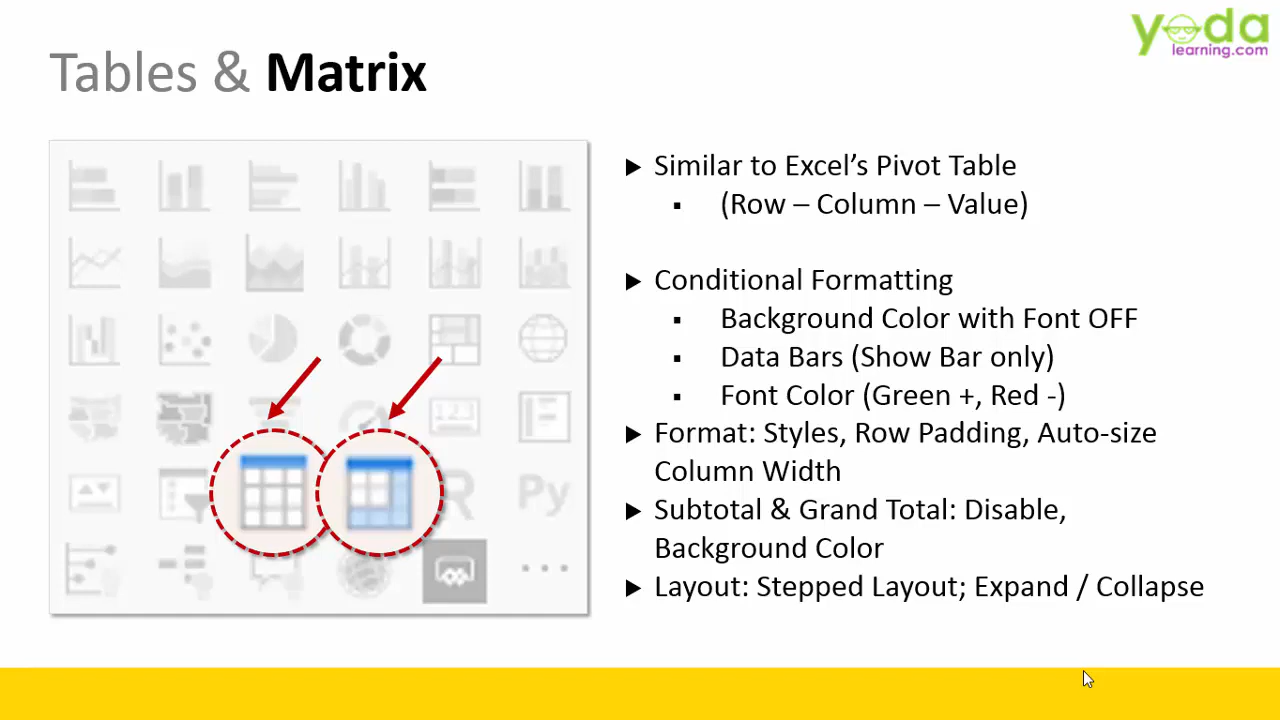 yoda
learning.com
Tables & Matrix
Similar to Excel's Pivot Table
(Row – Column – Value)
Conditional Formatting
Background Color with Font OFF
Data Bars (Show Bar only)
Font Color (Green +, Red -)
Format: Styles, Row Padding, Auto-size
Column Width
Subtotal & Grand Total: Disable,
Background Color
Layout: Stepped Layout; Expand / Collapse
123
R
Py